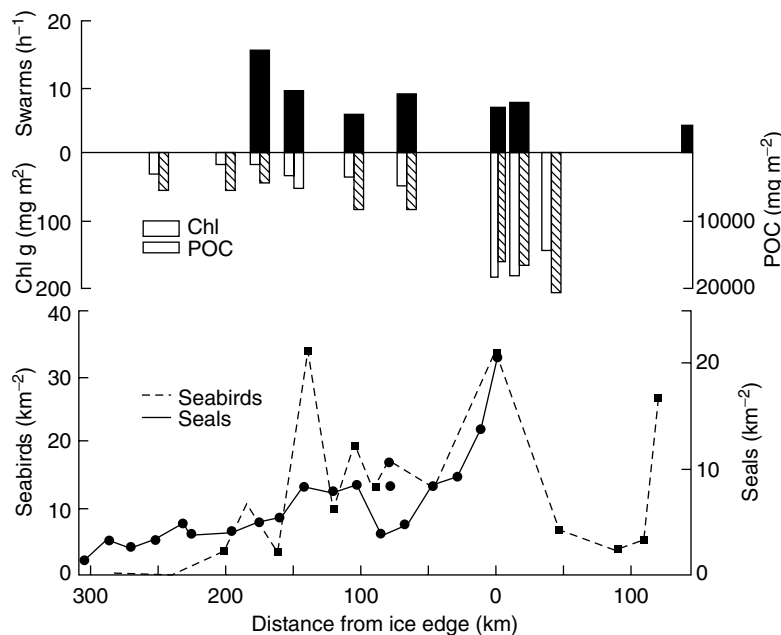 20
10
0
Swarms (h⁻¹)
100
200
Chl g (mg m²)
Chl
POC
10000
20000
POC (mg m⁻²)
40
30
20
10
0
Seabirds (km⁻²)
Seabirds
Seals
20
10
0
Seals (km⁻²)
300 200 100 0 100
Distance from ice edge (km)